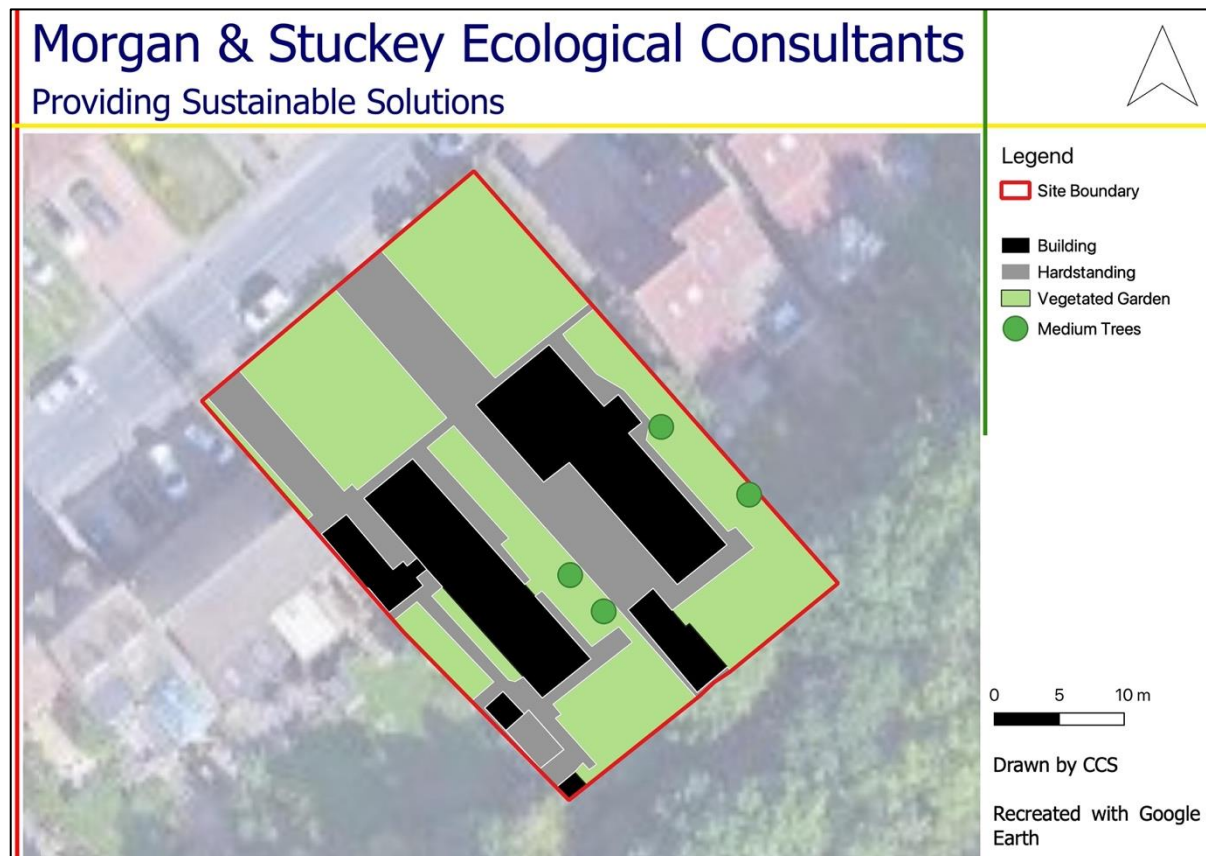 Morgan & Stuckey Ecological Consultants
Providing Sustainable Solutions
Legend
Site Boundary
Building
Hardstanding
Vegetated Garden
Medium Trees
0 5 10 m
Drawn by CCS
Recreated with Google
Earth